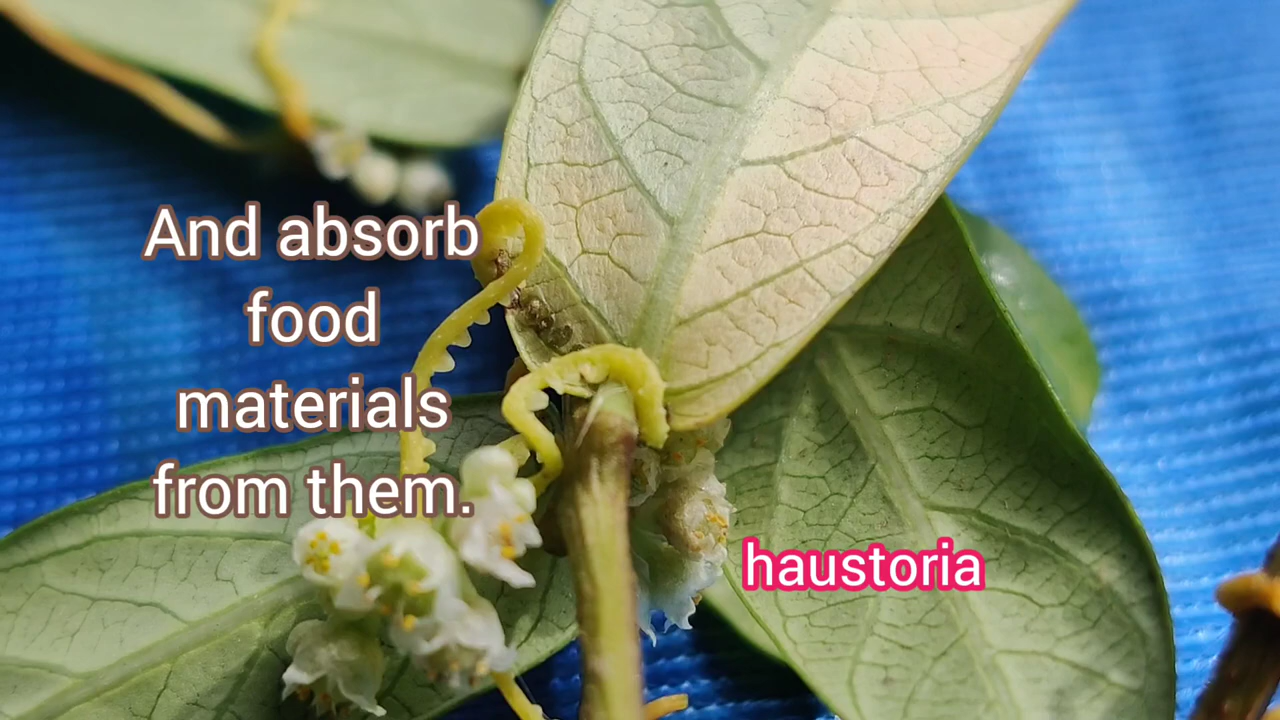 And absorb
food
materials
from them.
haustoria